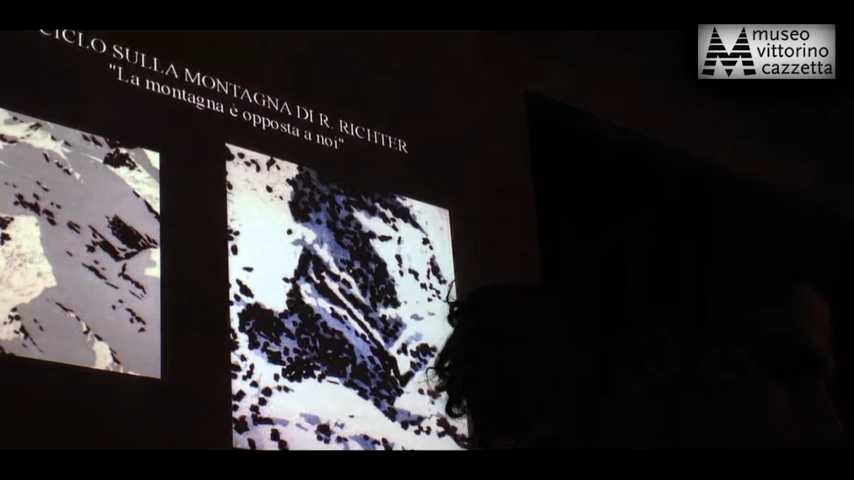 CICLO SULLA MONTAGNA DI R. RICHTER
"La montagna è opposta a noi"
museo
vittorino
cazzetta